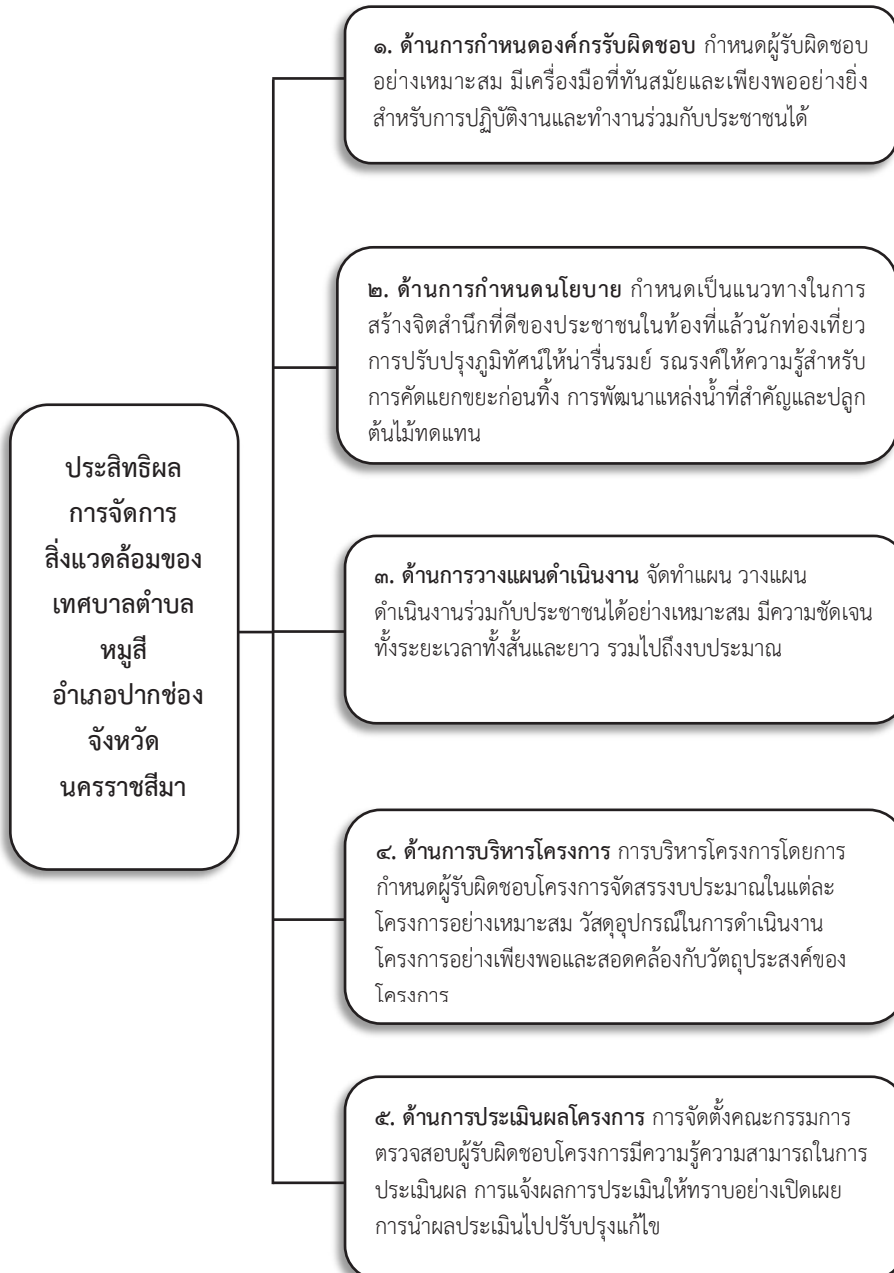 ๑. ด้านการกำหนดองค์กรรับผิดชอบ กำหนดผู้รับผิดชอบ
อย่างเหมาะสม มีเครื่องมือที่ทันสมัยและเพียงพออย่างยิ่ง
สำหรับการปฏิบัติงานและทำงานร่วมกับประชาชนได้
๒. ด้านการกำหนดนโยบาย กำหนดเป็นแนวทางในการ
สร้างจิตสำนึกที่ดีของประชาชนในท้องที่แล้วนักท่องเที่ยว
การปรับปรุงภูมิทัศน์ให้น่ารื่นรมย์ รณรงค์ให้ความรู้สำหรับ
การคัดแยกขยะก่อนทิ้ง การพัฒนาแหล่งน้ำที่สำคัญและปลูก
ต้นไม้ทดแทน
ประสิทธิผล
การจัดการ
สิ่งแวดล้อมของ
เทศบาลตำบล
หมูสี
อำเภอปากช่อง
จังหวัด
นครราชสีมา
๓. ด้านการวางแผนดำเนินงาน จัดทำแผน วางแผน
ดำเนินงานร่วมกับประชาชนได้อย่างเหมาะสม มีความชัดเจน
ทั้งระยะเวลาทั้งสั้นและยาว รวมไปถึงงบประมาณ
๔. ด้านการบริหารโครงการ การบริหารโครงการโดยการ
กำหนดผู้รับผิดชอบโครงการจัดสรรงบประมาณในแต่ละ
โครงการอย่างเหมาะสม วัสดุอุปกรณ์ในการดำเนินงาน
โครงการอย่างเพียงพอและสอดคล้องกับวัตถุประสงค์ของ
โครงการ
๕. ด้านการประเมินผลโครงการ การจัดตั้งคณะกรรมการ
ตรวจสอบผู้รับผิดชอบโครงการมีความรู้ความสามารถในการ
ประเมินผล การแจ้งผลการประเมินให้ทราบอย่างเปิดเผย
การนำผลประเมินไปปรับปรุงแก้ไข